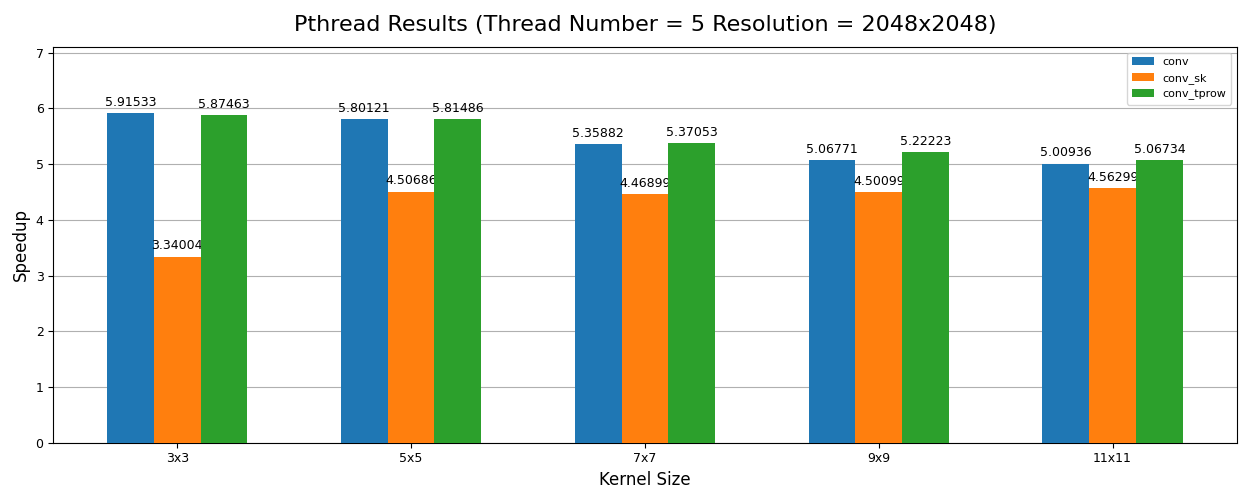 Pthread Results (Thread Number = 5 Resolution = 2048x2048)
conv
conv_sk
conv_tprow
Speedup
7
6
5
4
3
2
1
0
5.91533
3.34004
5.87463
5.80121
4.50686
5.81486
5.35882
4.46899
5.37053
5.06771
4.50099
5.22223
5.00936
4.56299
5.06734
3x3
5x5
7x7
9x9
11x11
Kernel Size